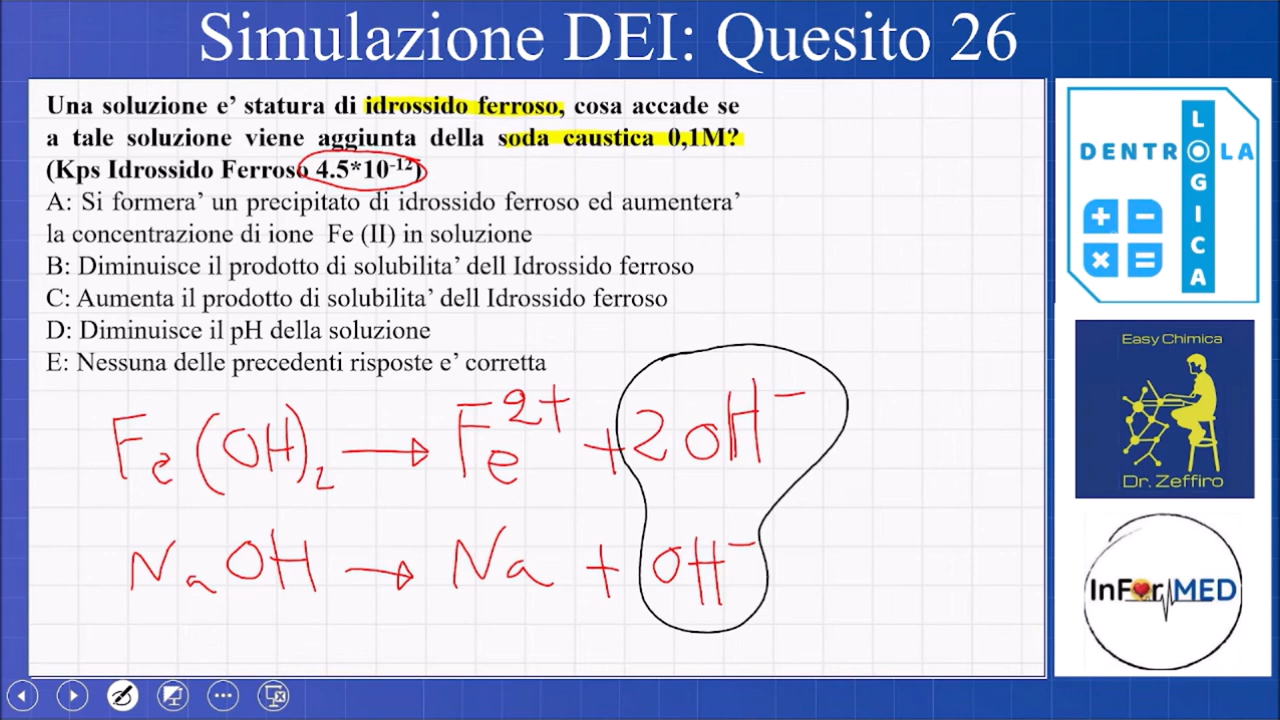 Simulazione DEI: Quesito 26
Una soluzione e’ statura di idrossido ferroso, cosa accade se
a tale soluzione viene aggiunta della soda caustica 0,1M?
(Kps Idrossido Ferroso 4.5*10-12)
A: Si formera’ un precipitato di idrossido ferroso ed aumentera’
la concentrazione di ione Fe (II) in soluzione
B: Diminuisce il prodotto di solubilita’ dell Idrossido ferroso
C: Aumenta il prodotto di solubilita’ dell Idrossido ferroso
D: Diminuisce il pH della soluzione
E: Nessuna delle precedenti risposte e’ corretta
Fe(OH)2 → Fe2+ + 2OH-
NaOH → Na + OH-
DENTRO LA
LOGICA
Easy Chimica
Dr. Zeffiro
InForMED